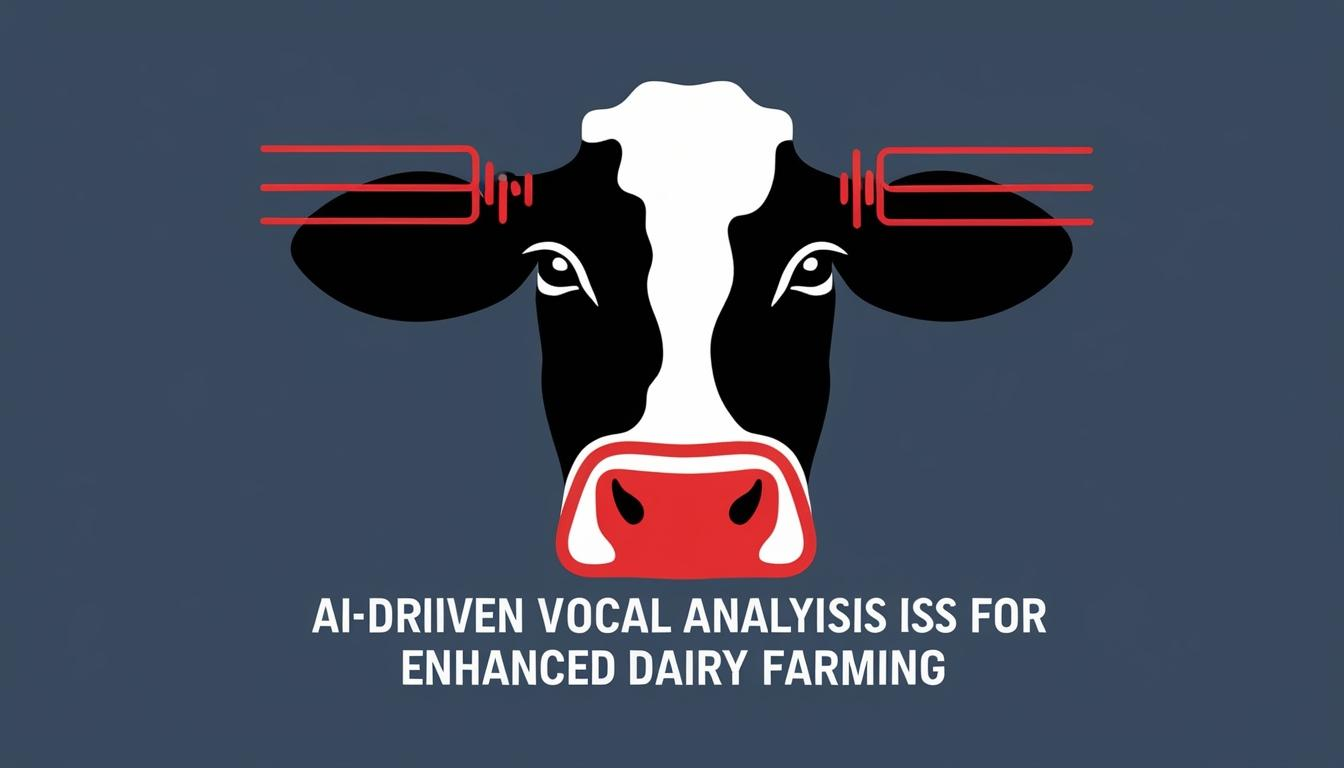 AI-DRIIVEN VOCAL ANALYISIS ISS FOR
ENHANCED DAIRY FARMING